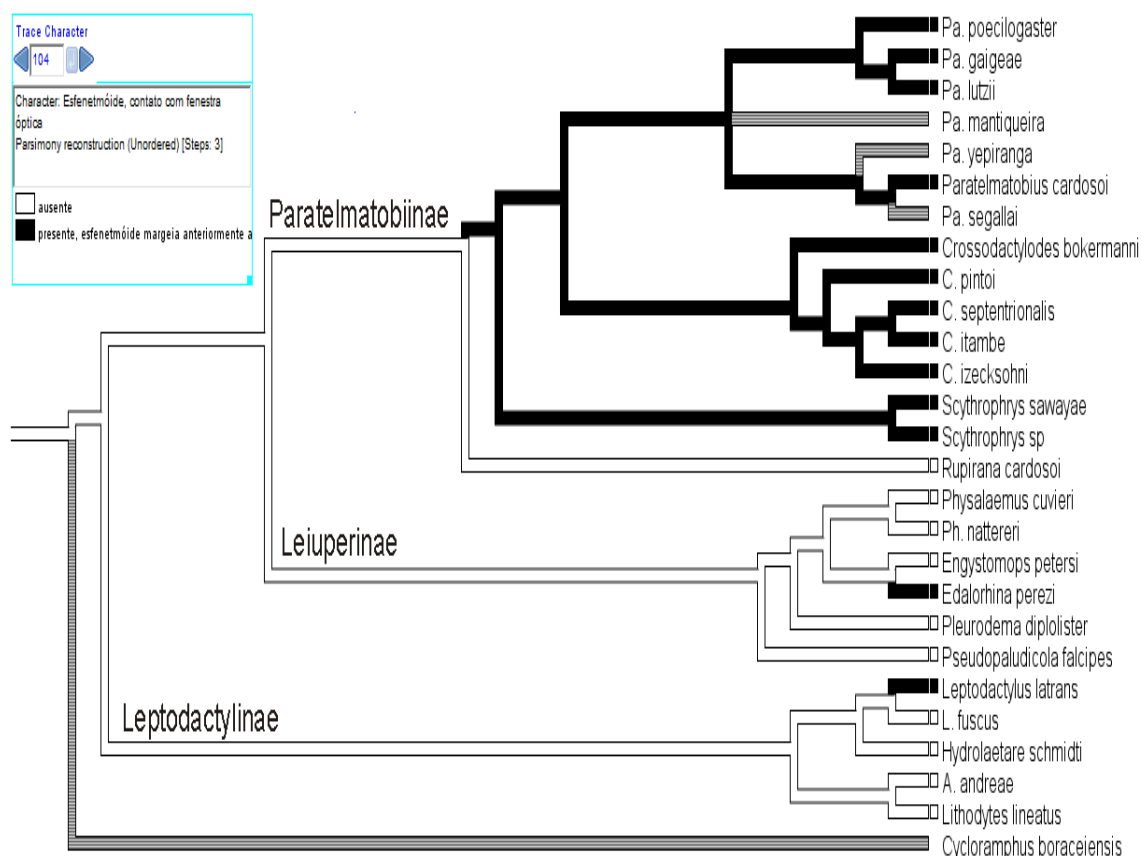 Trace Character
104
Character: Esfenetmóide, contato com fenestra
óptica
Parsimony reconstruction (Unordered) [Steps: 3]
ausente
presente, esfenetmóide margeia anteriormente a
Paratelmatobiinae
Leiuperinae
Leptodactylinae
Pa. poecilogaster
Pa. gaigeae
Pa. lutzii
Pa. mantiqueira
Pa. yepiranga
Paratelmatobius cardosoi
Pa. segallai
Crossodactylodes bokermanni
C. pintoi
C. septentrionalis
C. itambe
C. izecksohni
Scythrophrys sawayae
Scythrophrys sp
Rupirana cardosoi
Physalaemus cuvieri
Ph. nattereri
Engystomops petersi
Edalorhina perezi
Pleurodema diplolister
Pseudopaludicola falcipes
Leptodactylus latrans
L. fuscus
Hydrolaetare schmidti
A. andreae
Lithodytes lineatus
Cycloramphus boraceiensis